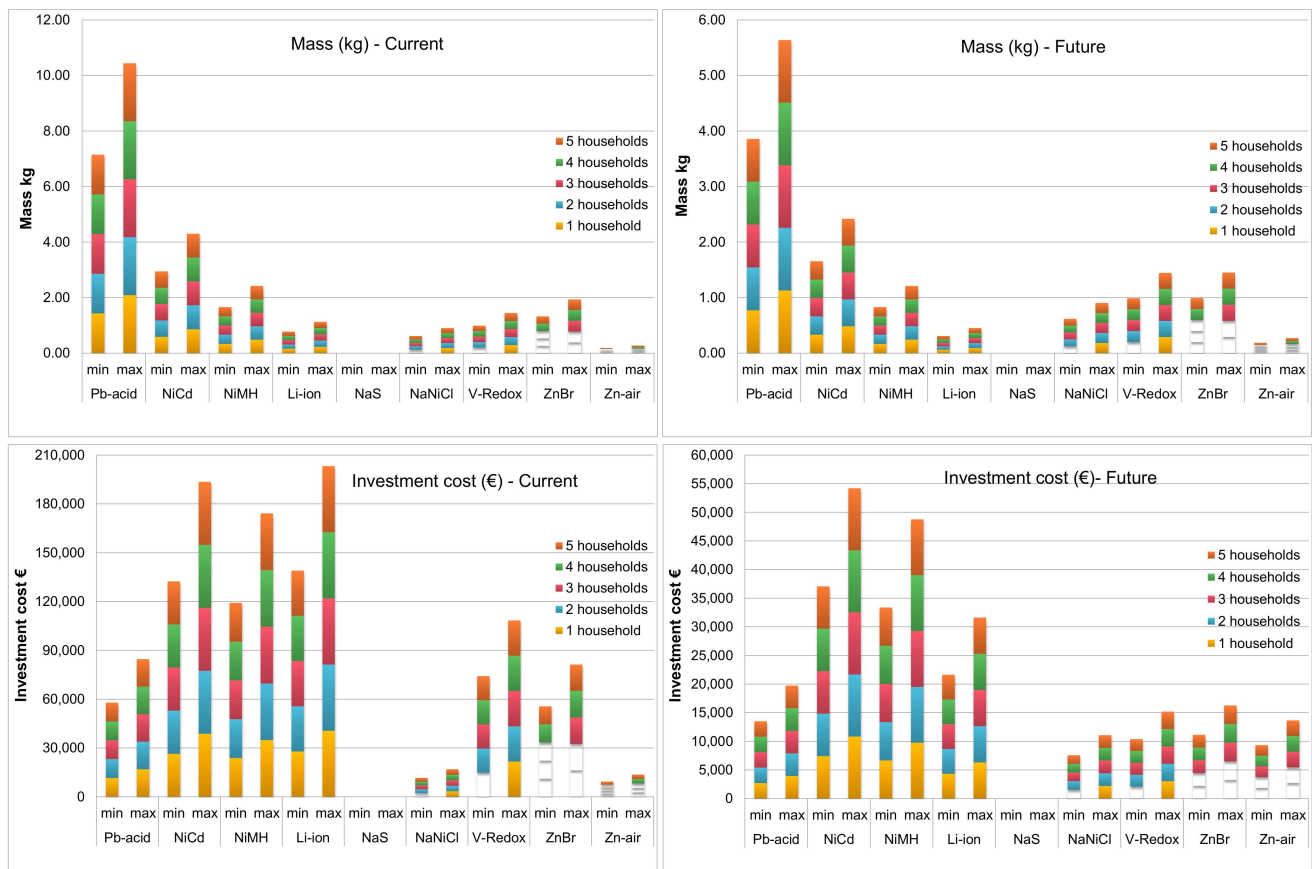 Mass (kg) - Current
Mass kg
12.00
10.00
8.00
6.00
4.00
2.00
0.00
5 households
4 households
3 households
2 households
1 household
min max min max min max min max min max min max min max min max min max
Pb-acid NiCd NiMH Li-ion NaS NaNiCl V-Redox ZnBr Zn-air
Mass (kg) - Future
Mass kg
6.00
5.00
4.00
3.00
2.00
1.00
0.00
5 households
4 households
3 households
2 households
1 households
min max min max min max min max min max min max min max min max min max
Pb-acid NiCd NiMH Li-ion NaS NaNiCl V-Redox ZnBr Zn-air
Investment cost (€) - Current
Investment cost €
210,000
180,000
150,000
120,000
90,000
60,000
30,000
0
5 households
4 households
3 households
2 households
1 household
min max min max min max min max min max min max min max min max min max
Pb-acid NiCd NiMH Li-ion NaS NaNiCl V-Redox ZnBr Zn-air
Investment cost (€)- Future
Investment cost €
60,000
55,000
50,000
45,000
40,000
35,000
30,000
25,000
20,000
15,000
10,000
5,000
0
5 households
4 households
3 households
2 households
1 household
min max min max min max min max min max min max min max min max min max
Pb-acid NiCd NiMH Li-ion NaS NaNiCl V-Redox ZnBr Zn-air